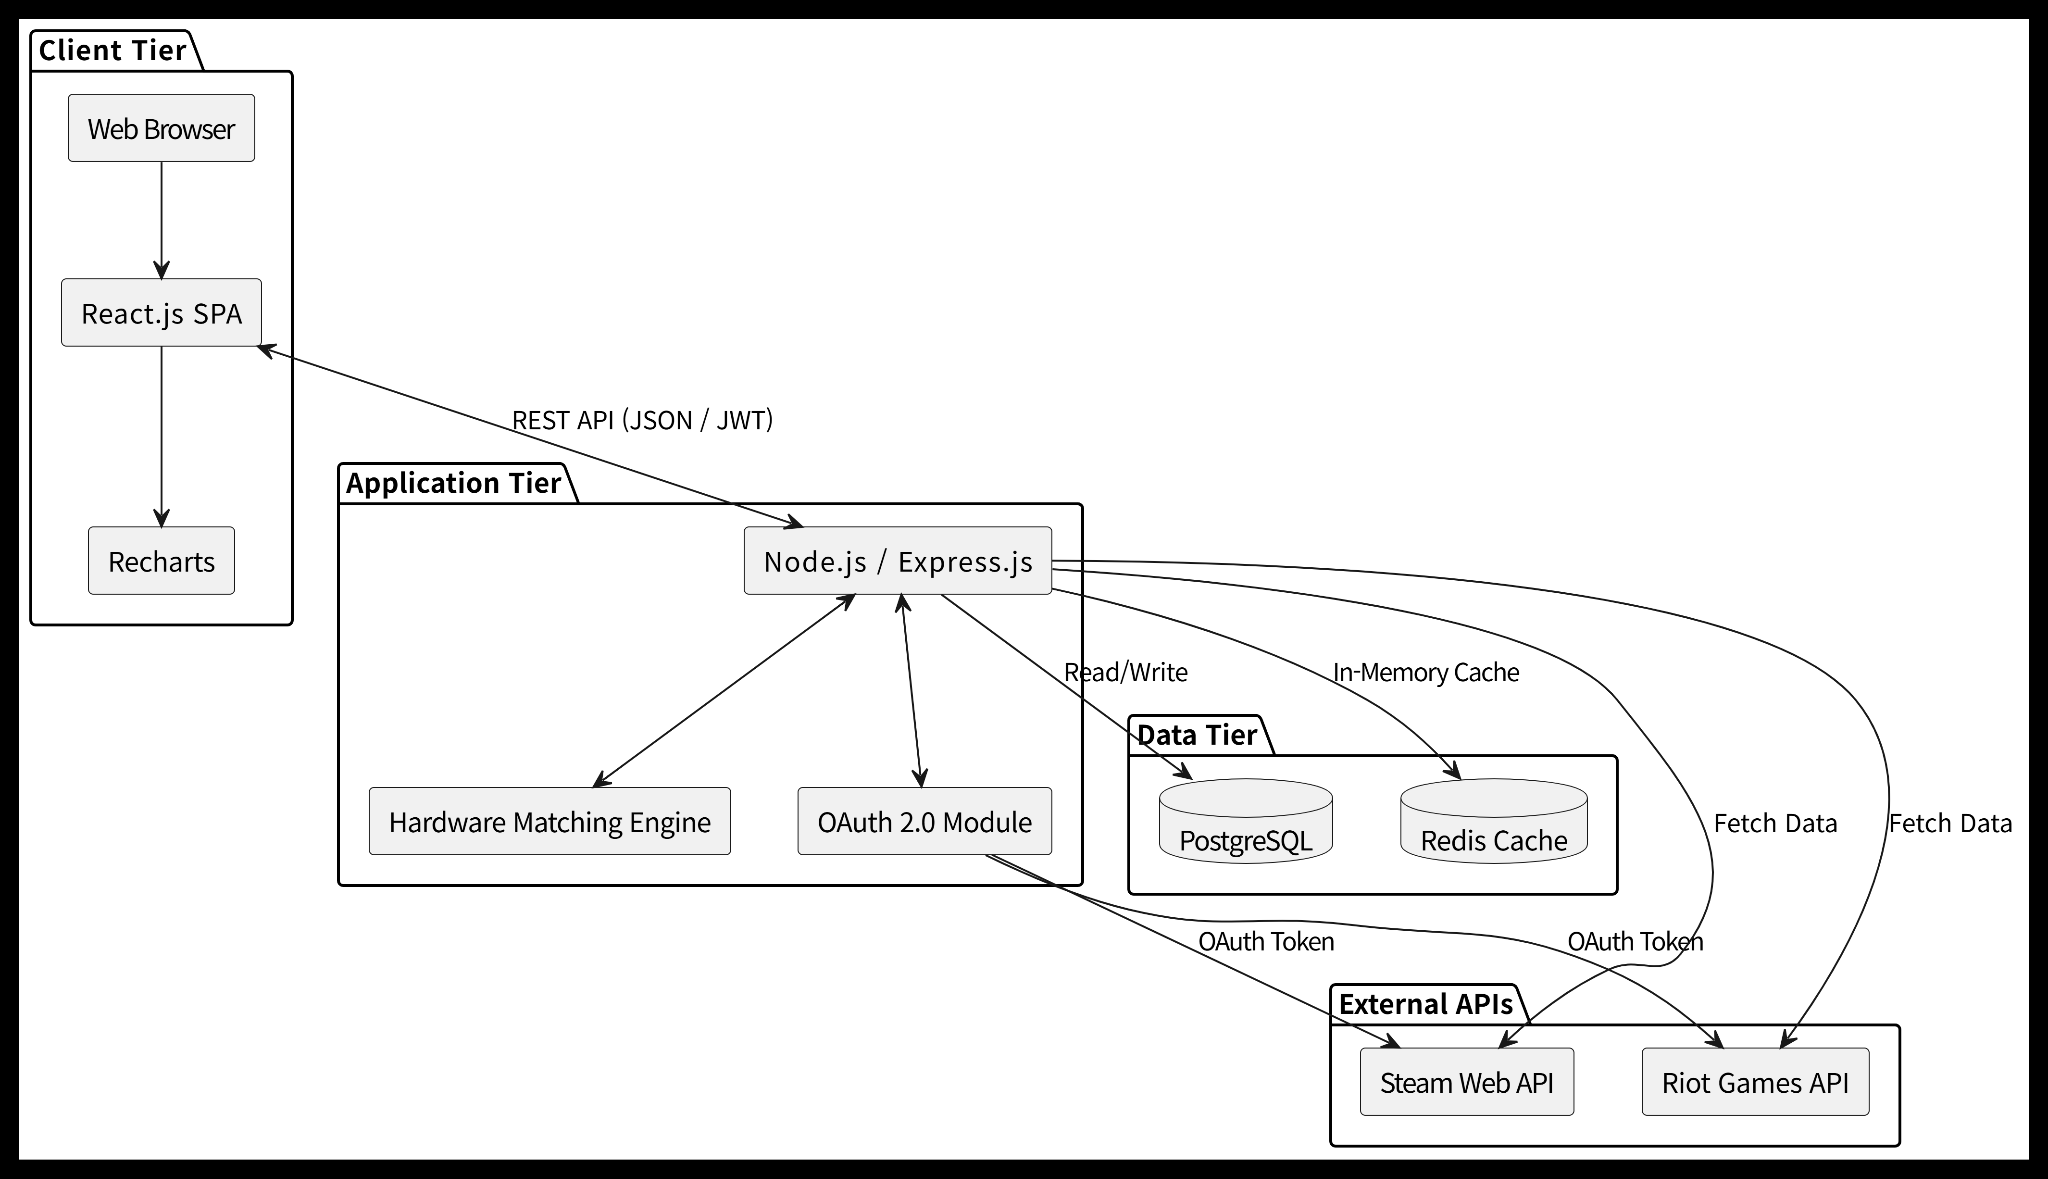 Client Tier
Web Browser
React.js SPA
REST API (JSON / JWT)
Application Tier
Node.js / Express.js
Recharts
Read/Write
In-Memory Cache
Data Tier
Hardware Matching Engine
OAuth 2.0 Module
PostgreSQL
Redis Cache
Fetch Data
Fetch Data
OAuth Token
OAuth Token
External APIs
Steam Web API
Riot Games API